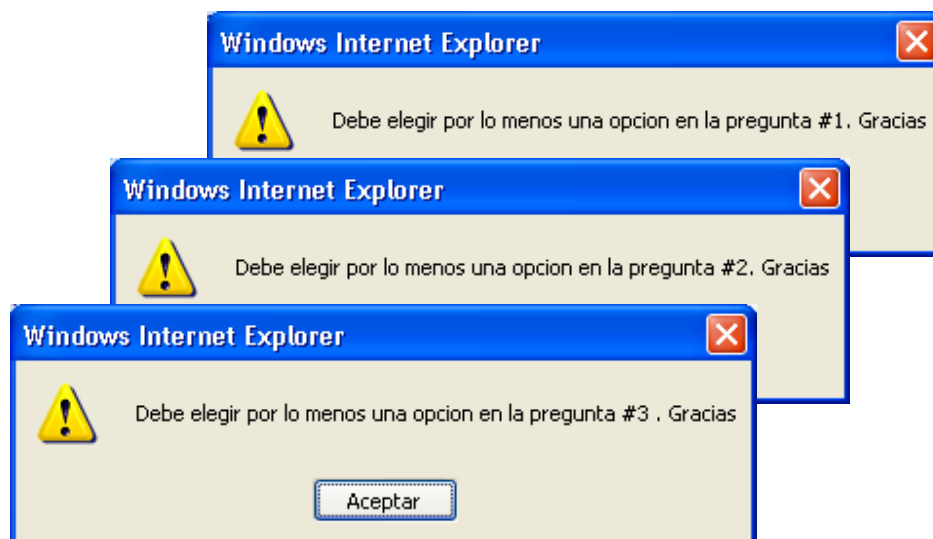 Windows Internet Explorer
Debe elegir por lo menos una opcion en la pregunta #1. Gracias
Windows Internet Explorer
Debe elegir por lo menos una opcion en la pregunta #2. Gracias
Windows Internet Explorer
Debe elegir por lo menos una opcion en la pregunta #3 . Gracias
Aceptar